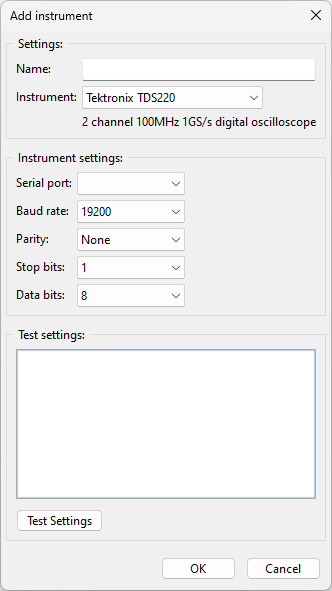 Add instrument
Settings:
Name:
Instrument: Tektronix TDS220
2 channel 100MHz 1GS/s digital oscilloscope
Instrument settings:
Serial port:
Baud rate: 19200
Parity: None
Stop bits: 1
Data bits: 8
Test settings:
Test Settings
OK Cancel